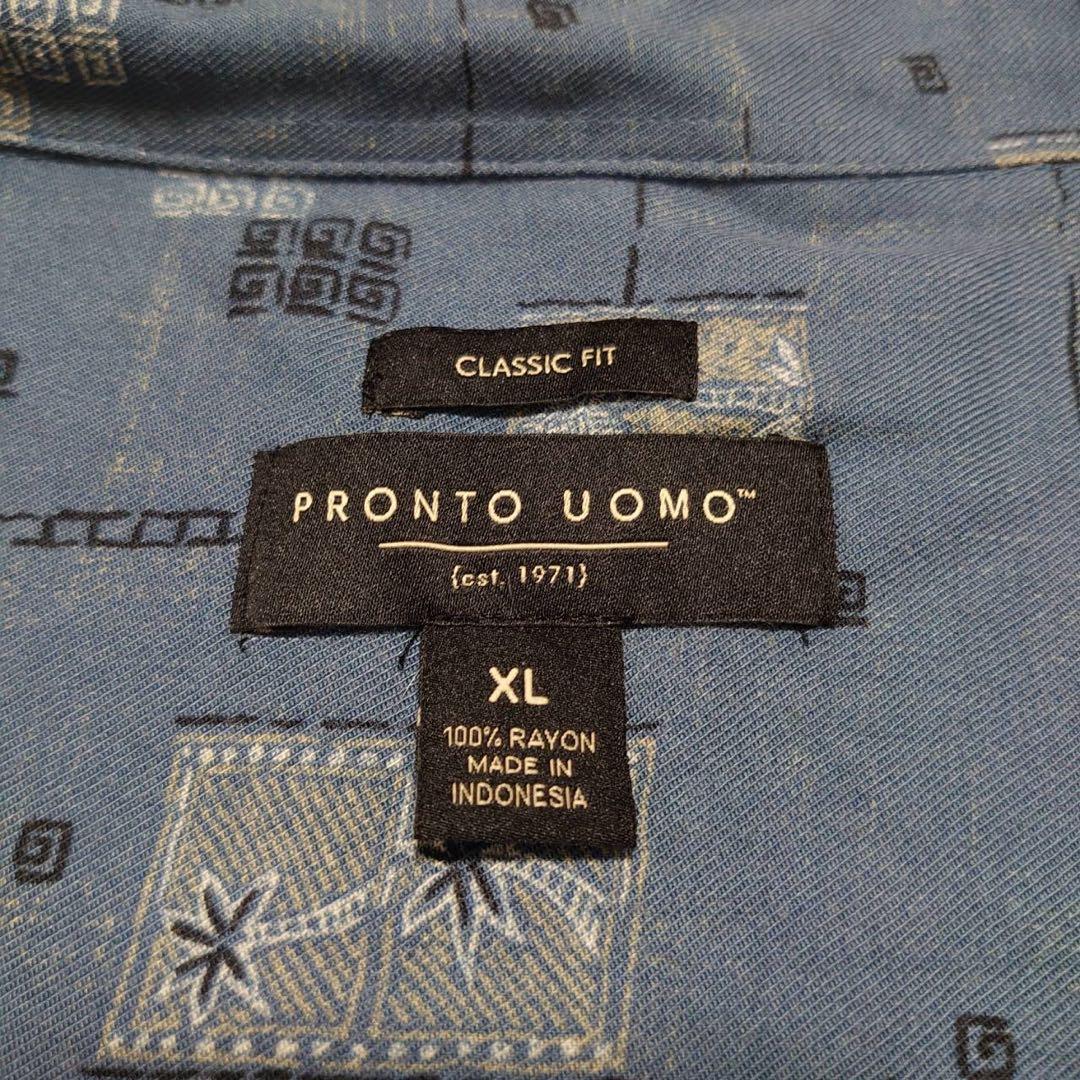 CLASSIC FIT
PRONTO UOMO™
{est. 1971}
XL
100% RAYON
MADE IN
INDONESIA